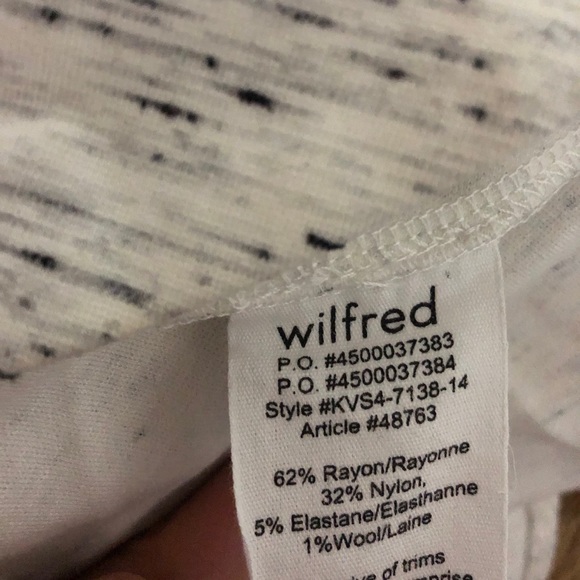 wilfred
P.O. #4500037383
P.O. #4500037384
Style #KVS4-7138-14
Article #48763
62% Rayon/Rayonne
32% Nylon,
5% Elastane/Elasthanne
1%Wool/Laine
of trims